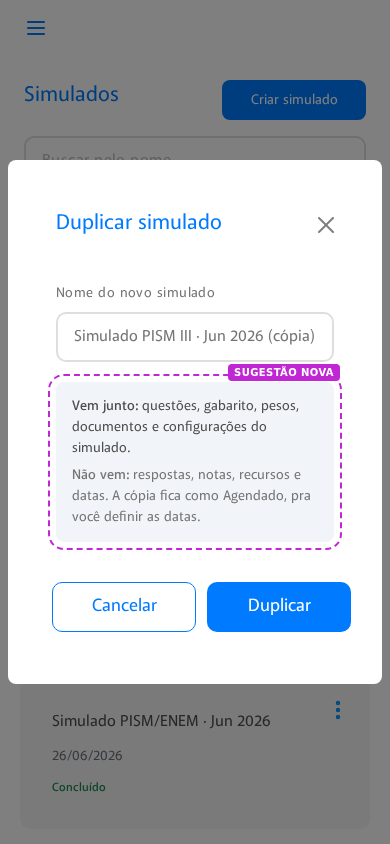 Simulados
Criar simulado
Buscar pelo nome
Duplicar simulado
Nome do novo simulado
Simulado PISM III · Jun 2026 (cópia)
SUGESTÃO NOVA
Vem junto: questões, gabarito, pesos,
documentos e configurações do
simulado.
Não vem: respostas, notas, recursos e
datas. A cópia fica como Agendado, pra
você definir as datas.
Cancelar
Duplicar
Simulado PISM/ENEM · Jun 2026
26/06/2026
Concluído